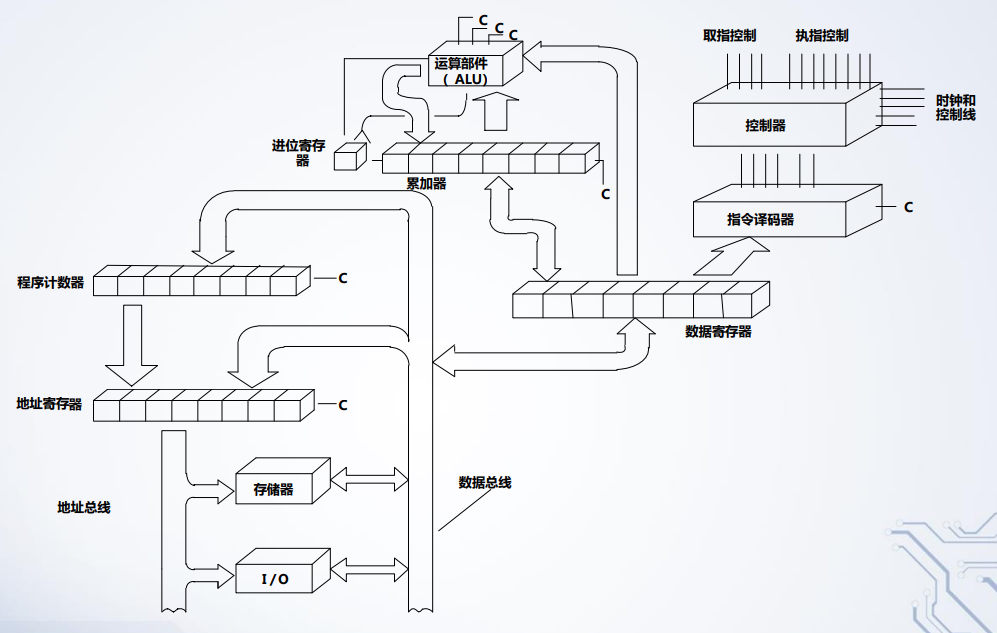 C
C
C
取指控制
执指控制
运算部件
( ALU)
时钟和
控制线
控制器
进位寄存
器
累加器
C
指令译码器
C
程序计数器
C
数据寄存器
地址寄存器
C
存储器
数据总线
地址总线
I/O